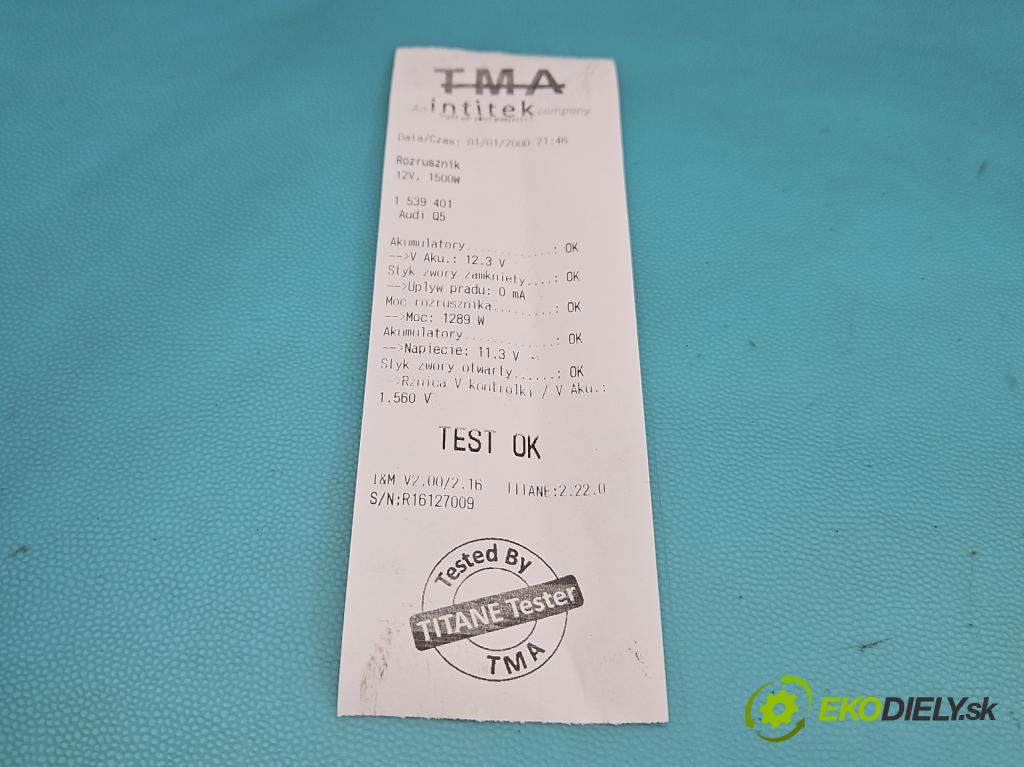 TMA
An intitek company
Data/Czas: 01/01/2000 21:46
Rozrusznik
12V, 1500W
1 539 401
Audi Q5
Akumulatory..............: OK
-->V Aku.: 12.3 V
Styk zwory zamkniety....: OK
-->Uplyw pradu: 0 mA
Moc rozrusznika.........: OK
-->Moc: 1289 W
Akumulatory..............: OK
-->Napiecie: 11.3 V
Styk zwory otwarty......: OK
-->Rznica V kontrolki / V Aku.:
1.560 V
TEST OK
I&M V2.00/2.16 TITANE:2.22.0
S/N:R16127009
Tested By
TITANE Tester
TMA
EKODIELY.sk